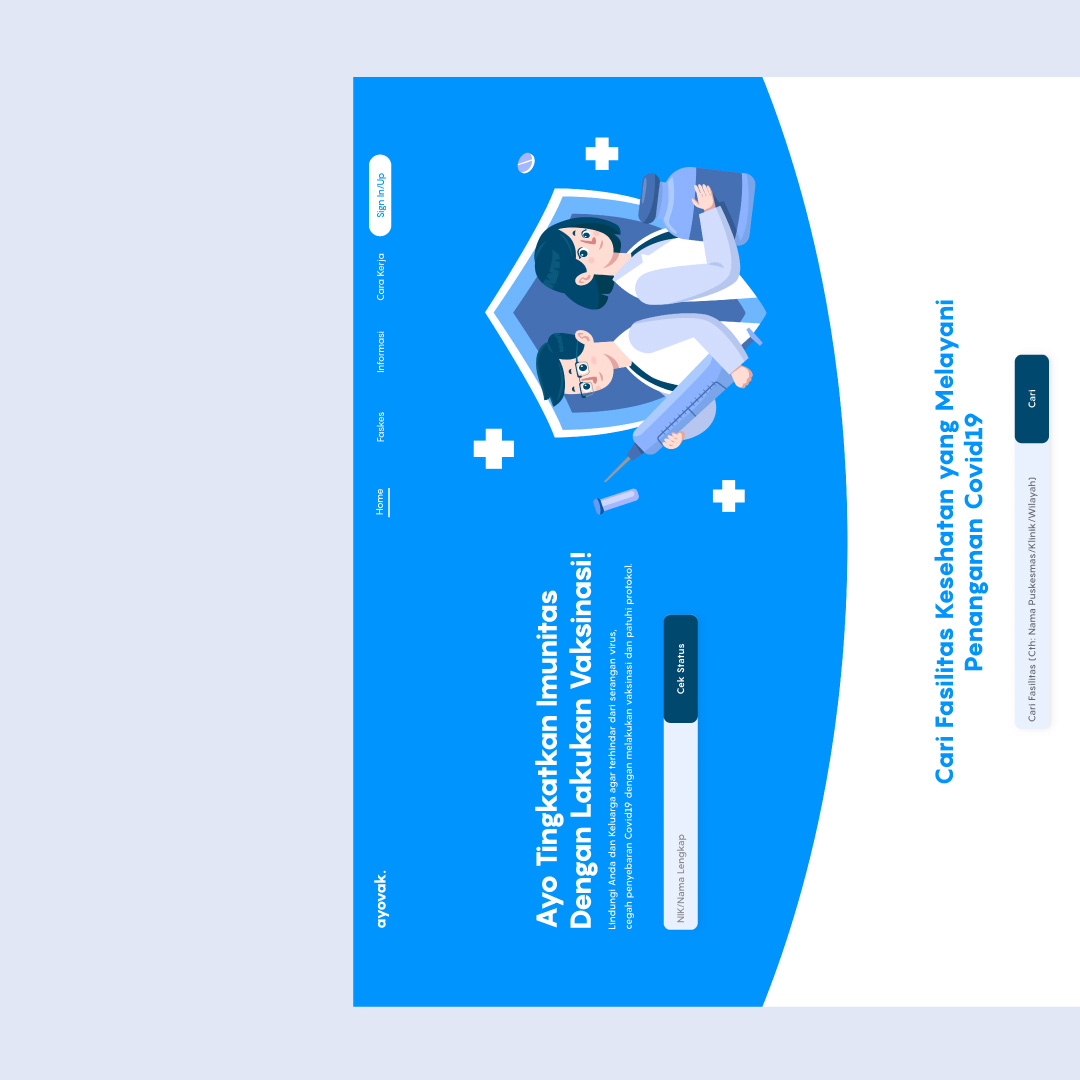 ayovak.
Home
Faskes
Informasi
Cara Kerja
Sign In/Up
Ayo Tingkatkan Imunitas
Dengan Lakukan Vaksinasi!
Lindungi Anda dan Keluarga agar terhindar dari serangan virus,
cegah penyebaran Covid19 dengan melakukan vaksinasi dan patuhi protokol.
NIK/Nama Lengkap
Cek Status
Cari Fasilitas Kesehatan yang Melayani
Penanganan Covid19
Cari Fasilitas (Cth: Nama Puskesmas/Klinik/Wilayah)
Cari